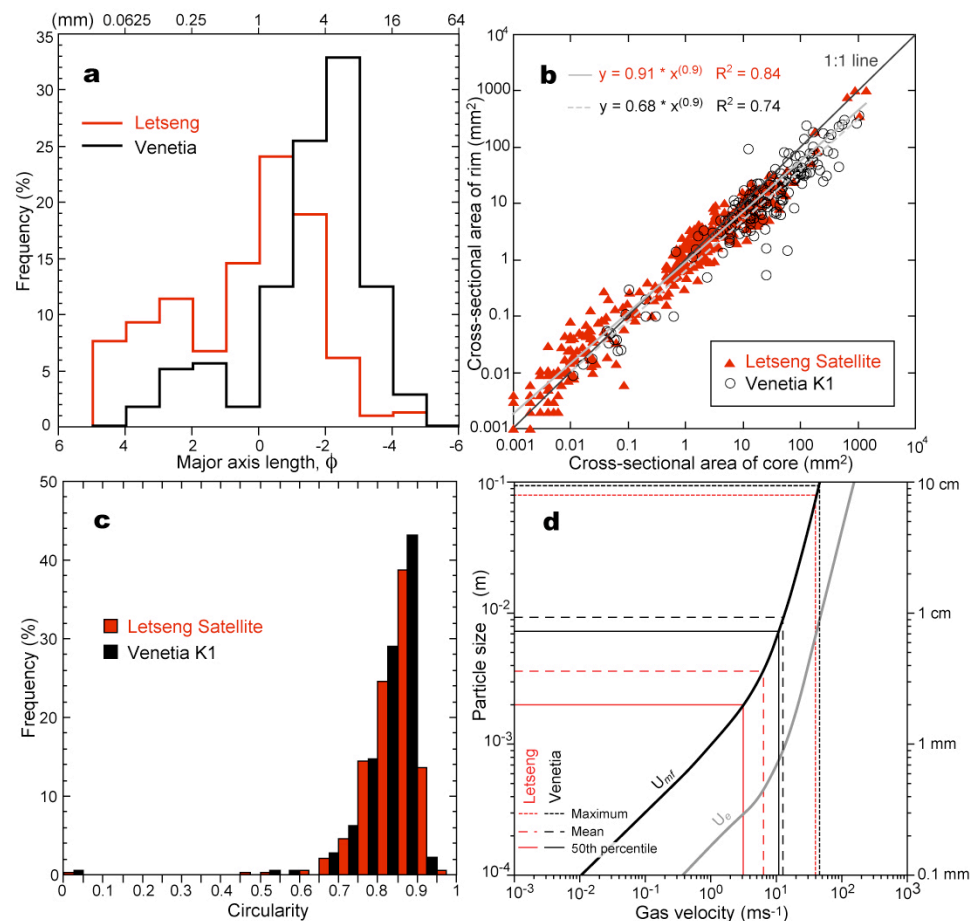 (mm) 0.0625 0.25 1 4 16 64
a
35
30
25
20
15
10
5
0
Letseng
Venetia
Frequency (%)
6 4 2 0 -2 -4 -6
Major axis length, ϕ
b
10⁴
1000
100
10
1
0.1
0.01
0.001
y = 0.91 * x^(0.9) R² = 0.84
y = 0.68 * x^(0.9) R² = 0.74
1:1 line
Cross-sectional area of rim (mm²)
Letseng Satellite
Venetia K1
0.001 0.01 0.1 1 10 100 1000 10⁴
Cross-sectional area of core (mm²)
c
50
40
30
20
10
0
Letseng Satellite
Venetia K1
Frequency (%)
0 0.1 0.2 0.3 0.4 0.5 0.6 0.7 0.8 0.9 1
Circularity
d
10⁻¹ 10 cm
10⁻² 1 cm
10⁻³ 1 mm
10⁻⁴ 0.1 mm
Particle size (m)
U_mf
U_e
Letseng
Venetia
Maximum
Mean
50th percentile
10⁻³ 10⁻² 10⁻¹ 10⁰ 10¹ 10² 10³
Gas velocity (ms⁻¹)